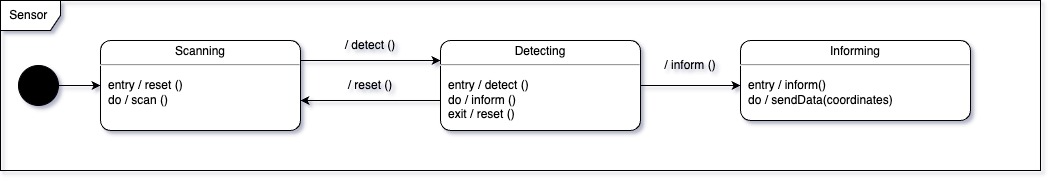 Sensor
Scanning
entry / reset ()
do / scan ()
/ detect ()
/ reset ()
Detecting
entry / detect ()
do / inform ()
exit / reset ()
/ inform ()
Informing
entry / inform()
do / sendData(coordinates)